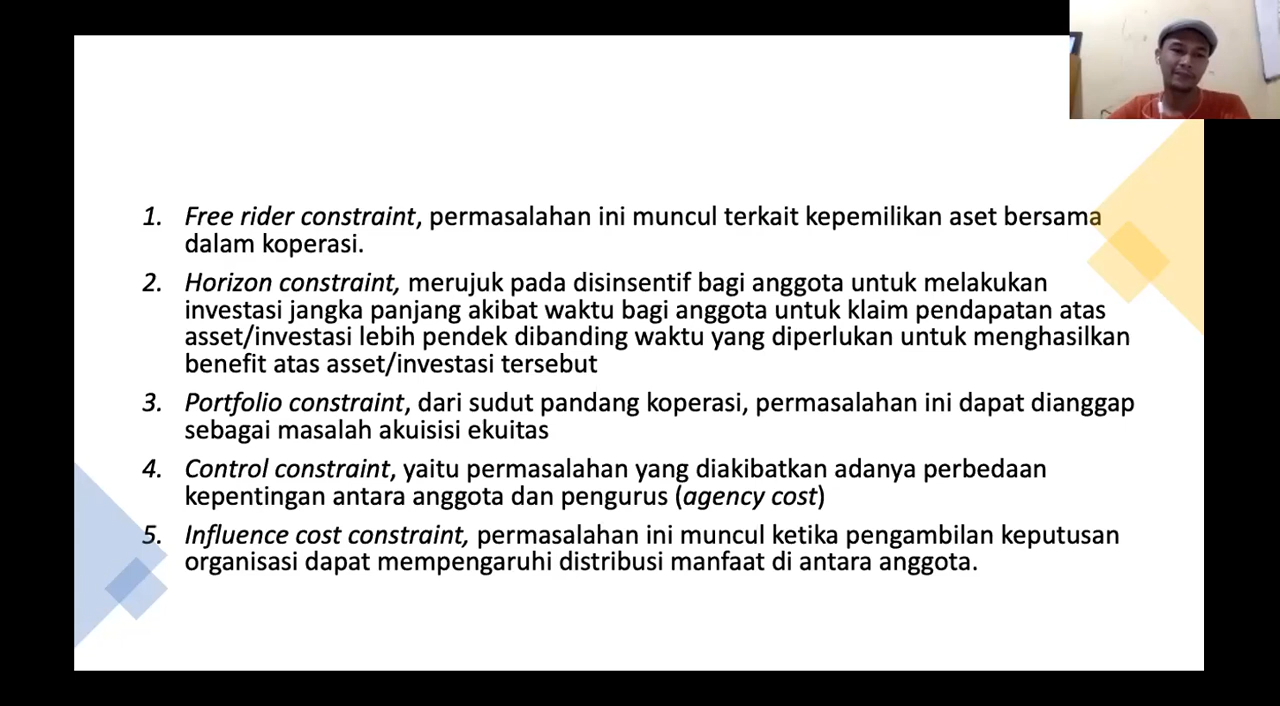 1. Free rider constraint, permasalahan ini muncul terkait kepemilikan aset bersama
dalam koperasi.
2. Horizon constraint, merujuk pada disinsentif bagi anggota untuk melakukan
investasi jangka panjang akibat waktu bagi anggota untuk klaim pendapatan atas
asset/investasi lebih pendek dibanding waktu yang diperlukan untuk menghasilkan
benefit atas asset/investasi tersebut
3. Portfolio constraint, dari sudut pandang koperasi, permasalahan ini dapat dianggap
sebagai masalah akuisisi ekuitas
4. Control constraint, yaitu permasalahan yang diakibatkan adanya perbedaan
kepentingan antara anggota dan pengurus (agency cost)
5. Influence cost constraint, permasalahan ini muncul ketika pengambilan keputusan
organisasi dapat mempengaruhi distribusi manfaat di antara anggota.